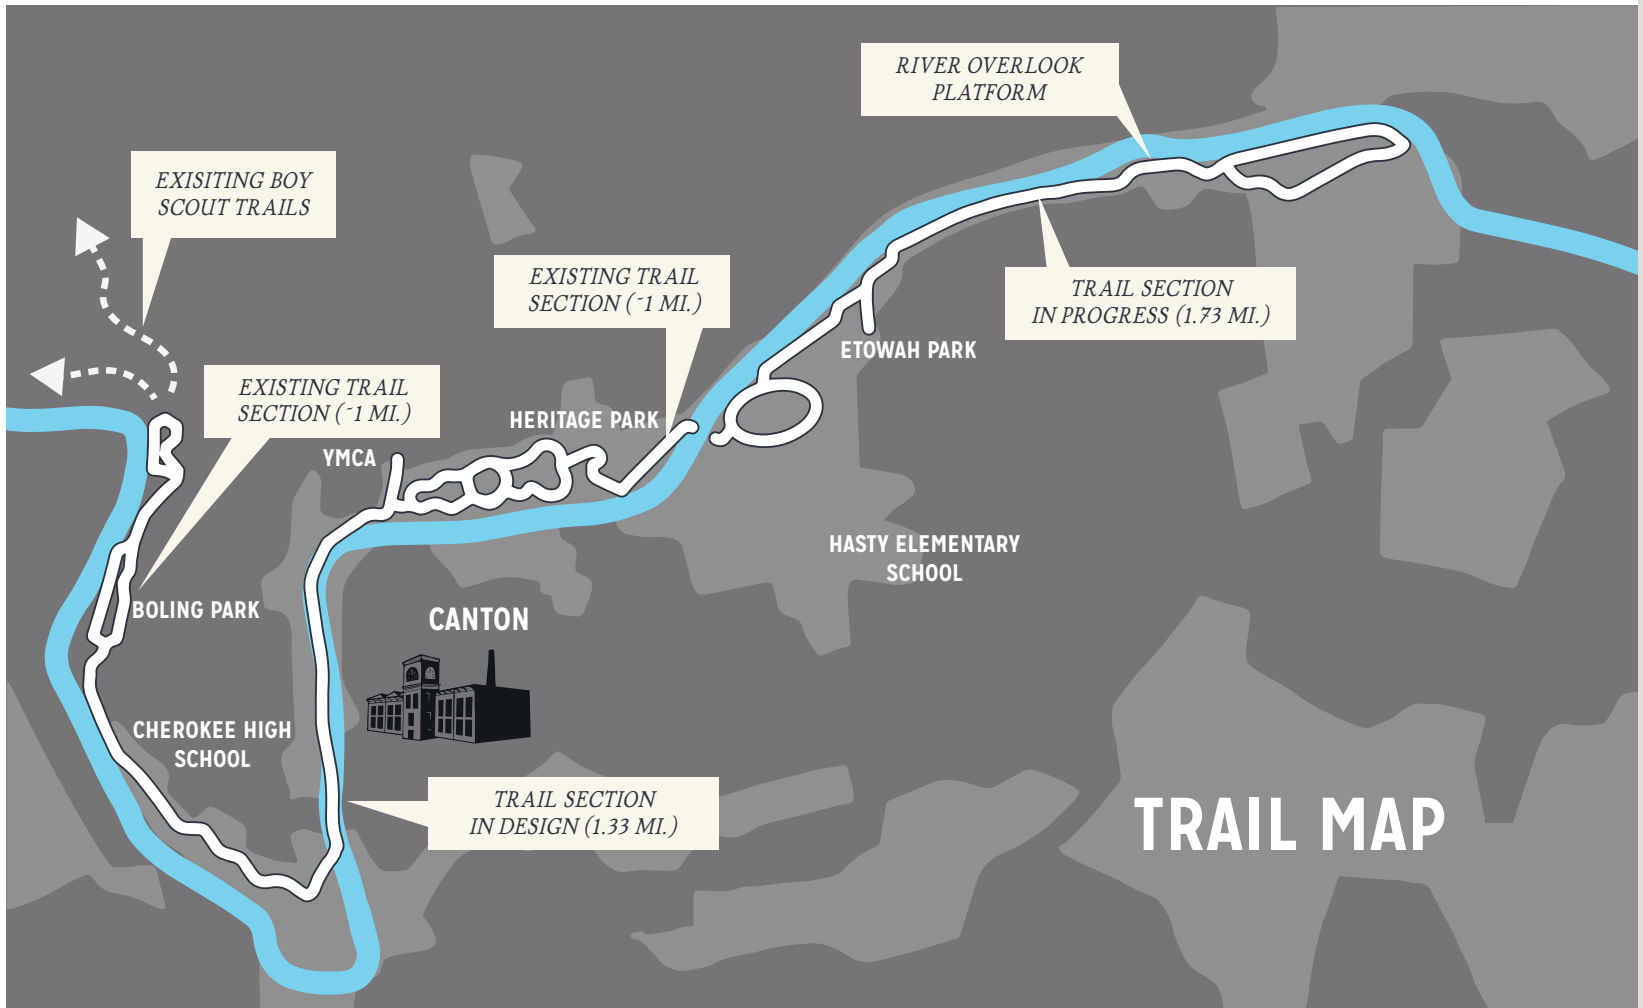 RIVER OVERLOOK
PLATFORM
EXISITING BOY
SCOUT TRAILS
EXISTING TRAIL
SECTION (~1 MI.)
TRAIL SECTION
IN PROGRESS (1.73 MI.)
ETOWAH PARK
EXISTING TRAIL
SECTION (~1 MI.)
HERITAGE PARK
YMCA
HASTY ELEMENTARY
SCHOOL
BOLING PARK
CANTON
CHEROKEE HIGH
SCHOOL
TRAIL SECTION
IN DESIGN (1.33 MI.)
TRAIL MAP